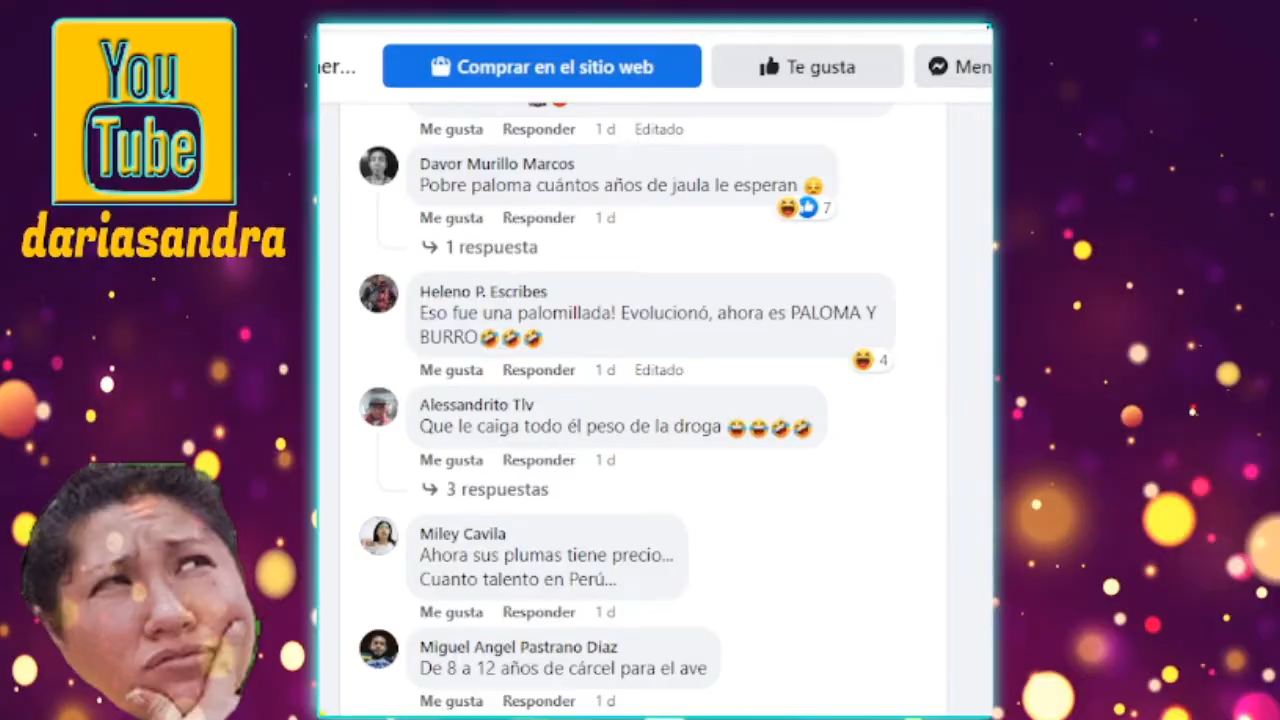 You
Tube
dariasandra
er...
Comprar en el sitio web
Te gusta
Men
Me gusta Responder 1 d Editado
Davor Murillo Marcos
Pobre paloma cuántos años de jaula le esperan 😞
7
Me gusta Responder 1 d
1 respuesta
Heleno P. Escribes
Eso fue una palomillada! Evolucionó, ahora es PALOMA Y
BURRO🤣🤣🤣
4
Me gusta Responder 1 d Editado
Alessandrito Tlv
Que le caiga todo él peso de la droga 😂😂🤣🤣
Me gusta Responder 1 d
3 respuestas
Miley Cavila
Ahora sus plumas tiene precio...
Cuanto talento en Perú...
Me gusta Responder 1 d
Miguel Angel Pastrano Diaz
De 8 a 12 años de cárcel para el ave
Me gusta Responder 1 d